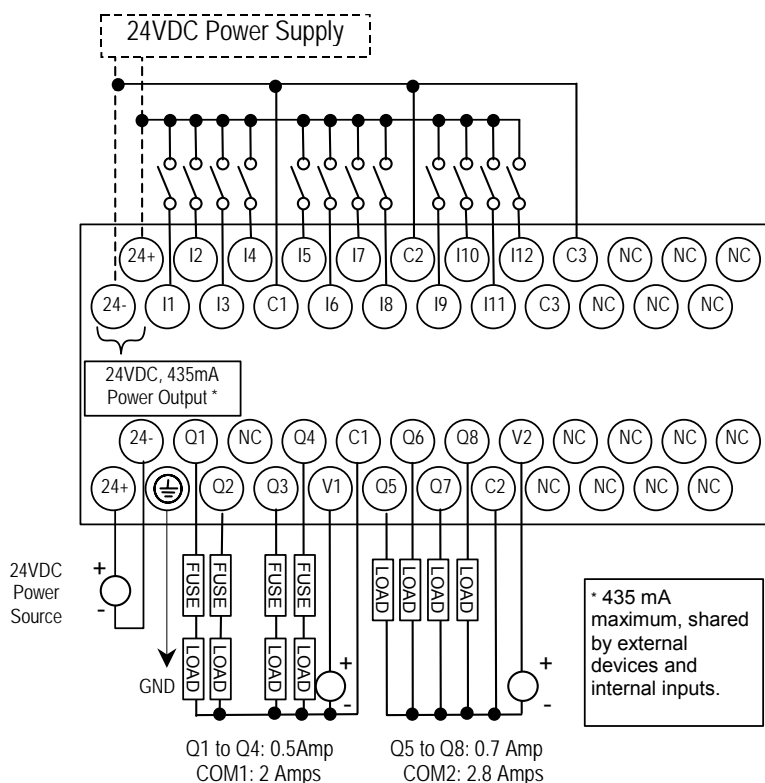 24VDC Power Supply
24+ I2 I4 I5 I7 C2 I10 I12 C3 NC NC NC
24- I1 I3 C1 I6 I8 I9 I11 C3 NC NC NC
24VDC, 435mA
Power Output *
24- Q1 NC Q4 C1 Q6 Q8 V2 NC NC NC NC
24+ Q2 Q3 V1 Q5 Q7 C2 NC NC NC NC
24VDC
Power
Source
+
-
GND
FUSE FUSE FUSE FUSE
LOAD LOAD LOAD LOAD
+
-
LOAD LOAD LOAD LOAD
+
-
* 435 mA
maximum, shared
by external
devices and
internal inputs.
Q1 to Q4: 0.5Amp
COM1: 2 Amps
Q5 to Q8: 0.7 Amp
COM2: 2.8 Amps